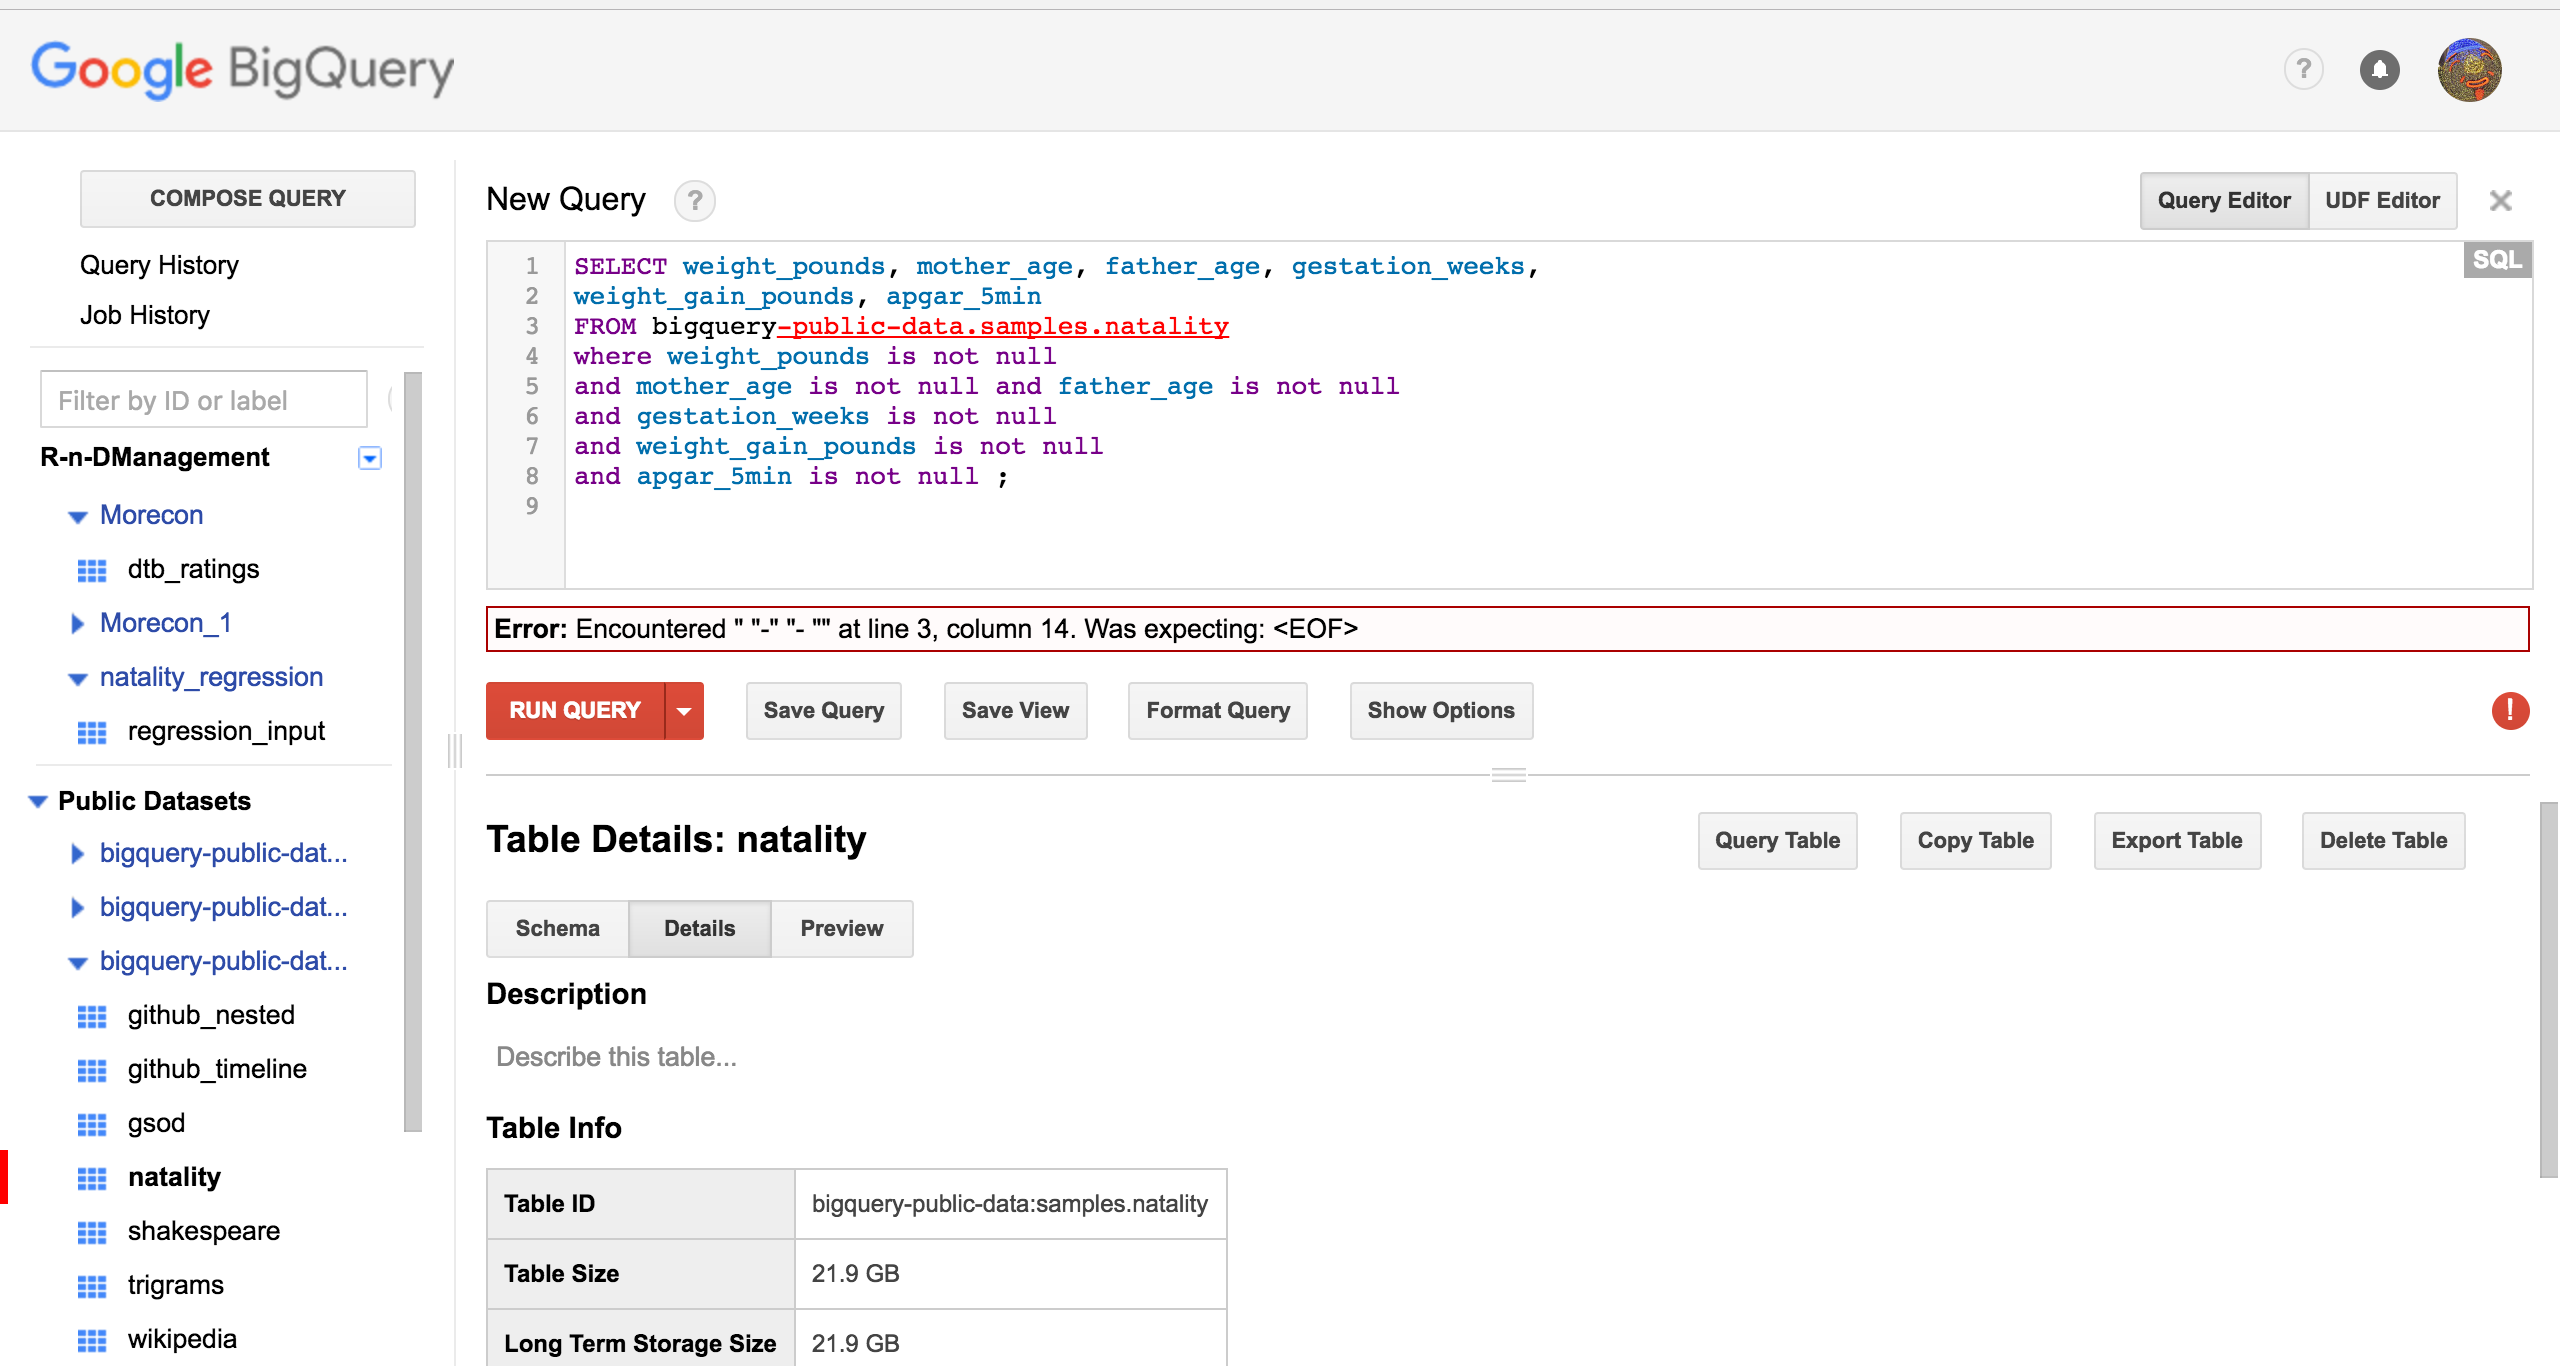 Google BigQuery
?
COMPOSE QUERY
Query History
Job History
Filter by ID or label
R-n-DManagement
Morecon
dtb_ratings
Morecon_1
natality_regression
regression_input
Public Datasets
bigquery-public-dat...
bigquery-public-dat...
bigquery-public-dat...
github_nested
github_timeline
gsod
natality
shakespeare
trigrams
wikipedia
New Query ?
Query Editor UDF Editor
SQL
1 SELECT weight_pounds, mother_age, father_age, gestation_weeks,
2 weight_gain_pounds, apgar_5min
3 FROM bigquery-public-data.samples.natality
4 where weight_pounds is not null
5 and mother_age is not null and father_age is not null
6 and gestation_weeks is not null
7 and weight_gain_pounds is not null
8 and apgar_5min is not null ;
9
Error: Encountered " "-" "- "" at line 3, column 14. Was expecting: <EOF>
RUN QUERY Save Query Save View Format Query Show Options !
Table Details: natality
Query Table Copy Table Export Table Delete Table
Schema Details Preview
Description
Describe this table...
Table Info
Table ID bigquery-public-data:samples.natality
Table Size 21.9 GB
Long Term Storage Size 21.9 GB